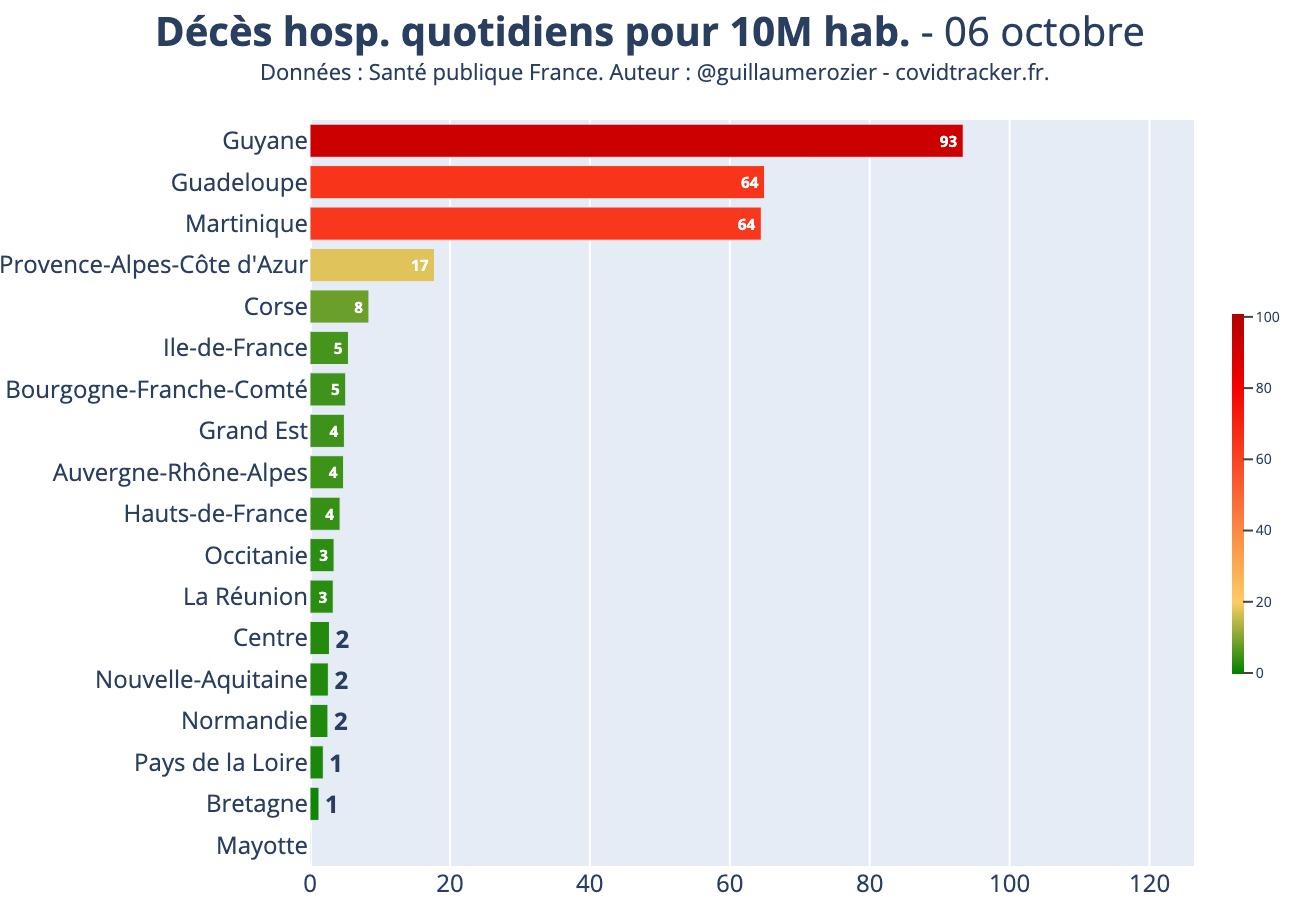 Décès hosp. quotidiens pour 10M hab. - 06 octobre
Données : Santé publique France. Auteur : @guillaumerozier - covidtracker.fr.
Guyane 93
Guadeloupe 64
Martinique 64
Provence-Alpes-Côte d'Azur 17
Corse 8
Ile-de-France 5
Bourgogne-Franche-Comté 5
Grand Est 4
Auvergne-Rhône-Alpes 4
Hauts-de-France 4
Occitanie 3
La Réunion 3
Centre 2
Nouvelle-Aquitaine 2
Normandie 2
Pays de la Loire 1
Bretagne 1
Mayotte
0 20 40 60 80 100 120
100
80
60
40
20
0